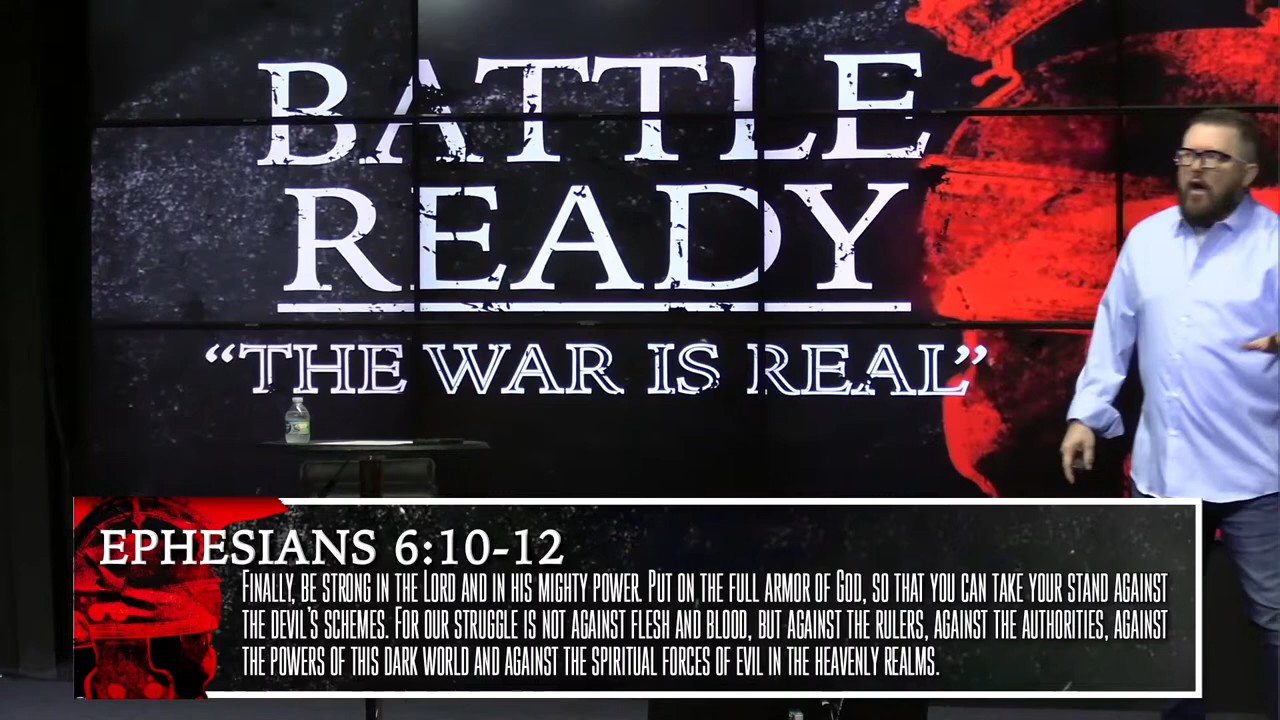 BATTLE
READY
“THE WAR IS REAL”
EPHESIANS 6:10-12
FINALLY, BE STRONG IN THE LORD AND IN HIS MIGHTY POWER. PUT ON THE FULL ARMOR OF GOD, SO THAT YOU CAN TAKE YOUR STAND AGAINST
THE DEVIL'S SCHEMES. FOR OUR STRUGGLE IS NOT AGAINST FLESH AND BLOOD, BUT AGAINST THE RULERS, AGAINST THE AUTHORITIES, AGAINST
THE POWERS OF THIS DARK WORLD AND AGAINST THE SPIRITUAL FORCES OF EVIL IN THE HEAVENLY REALMS.